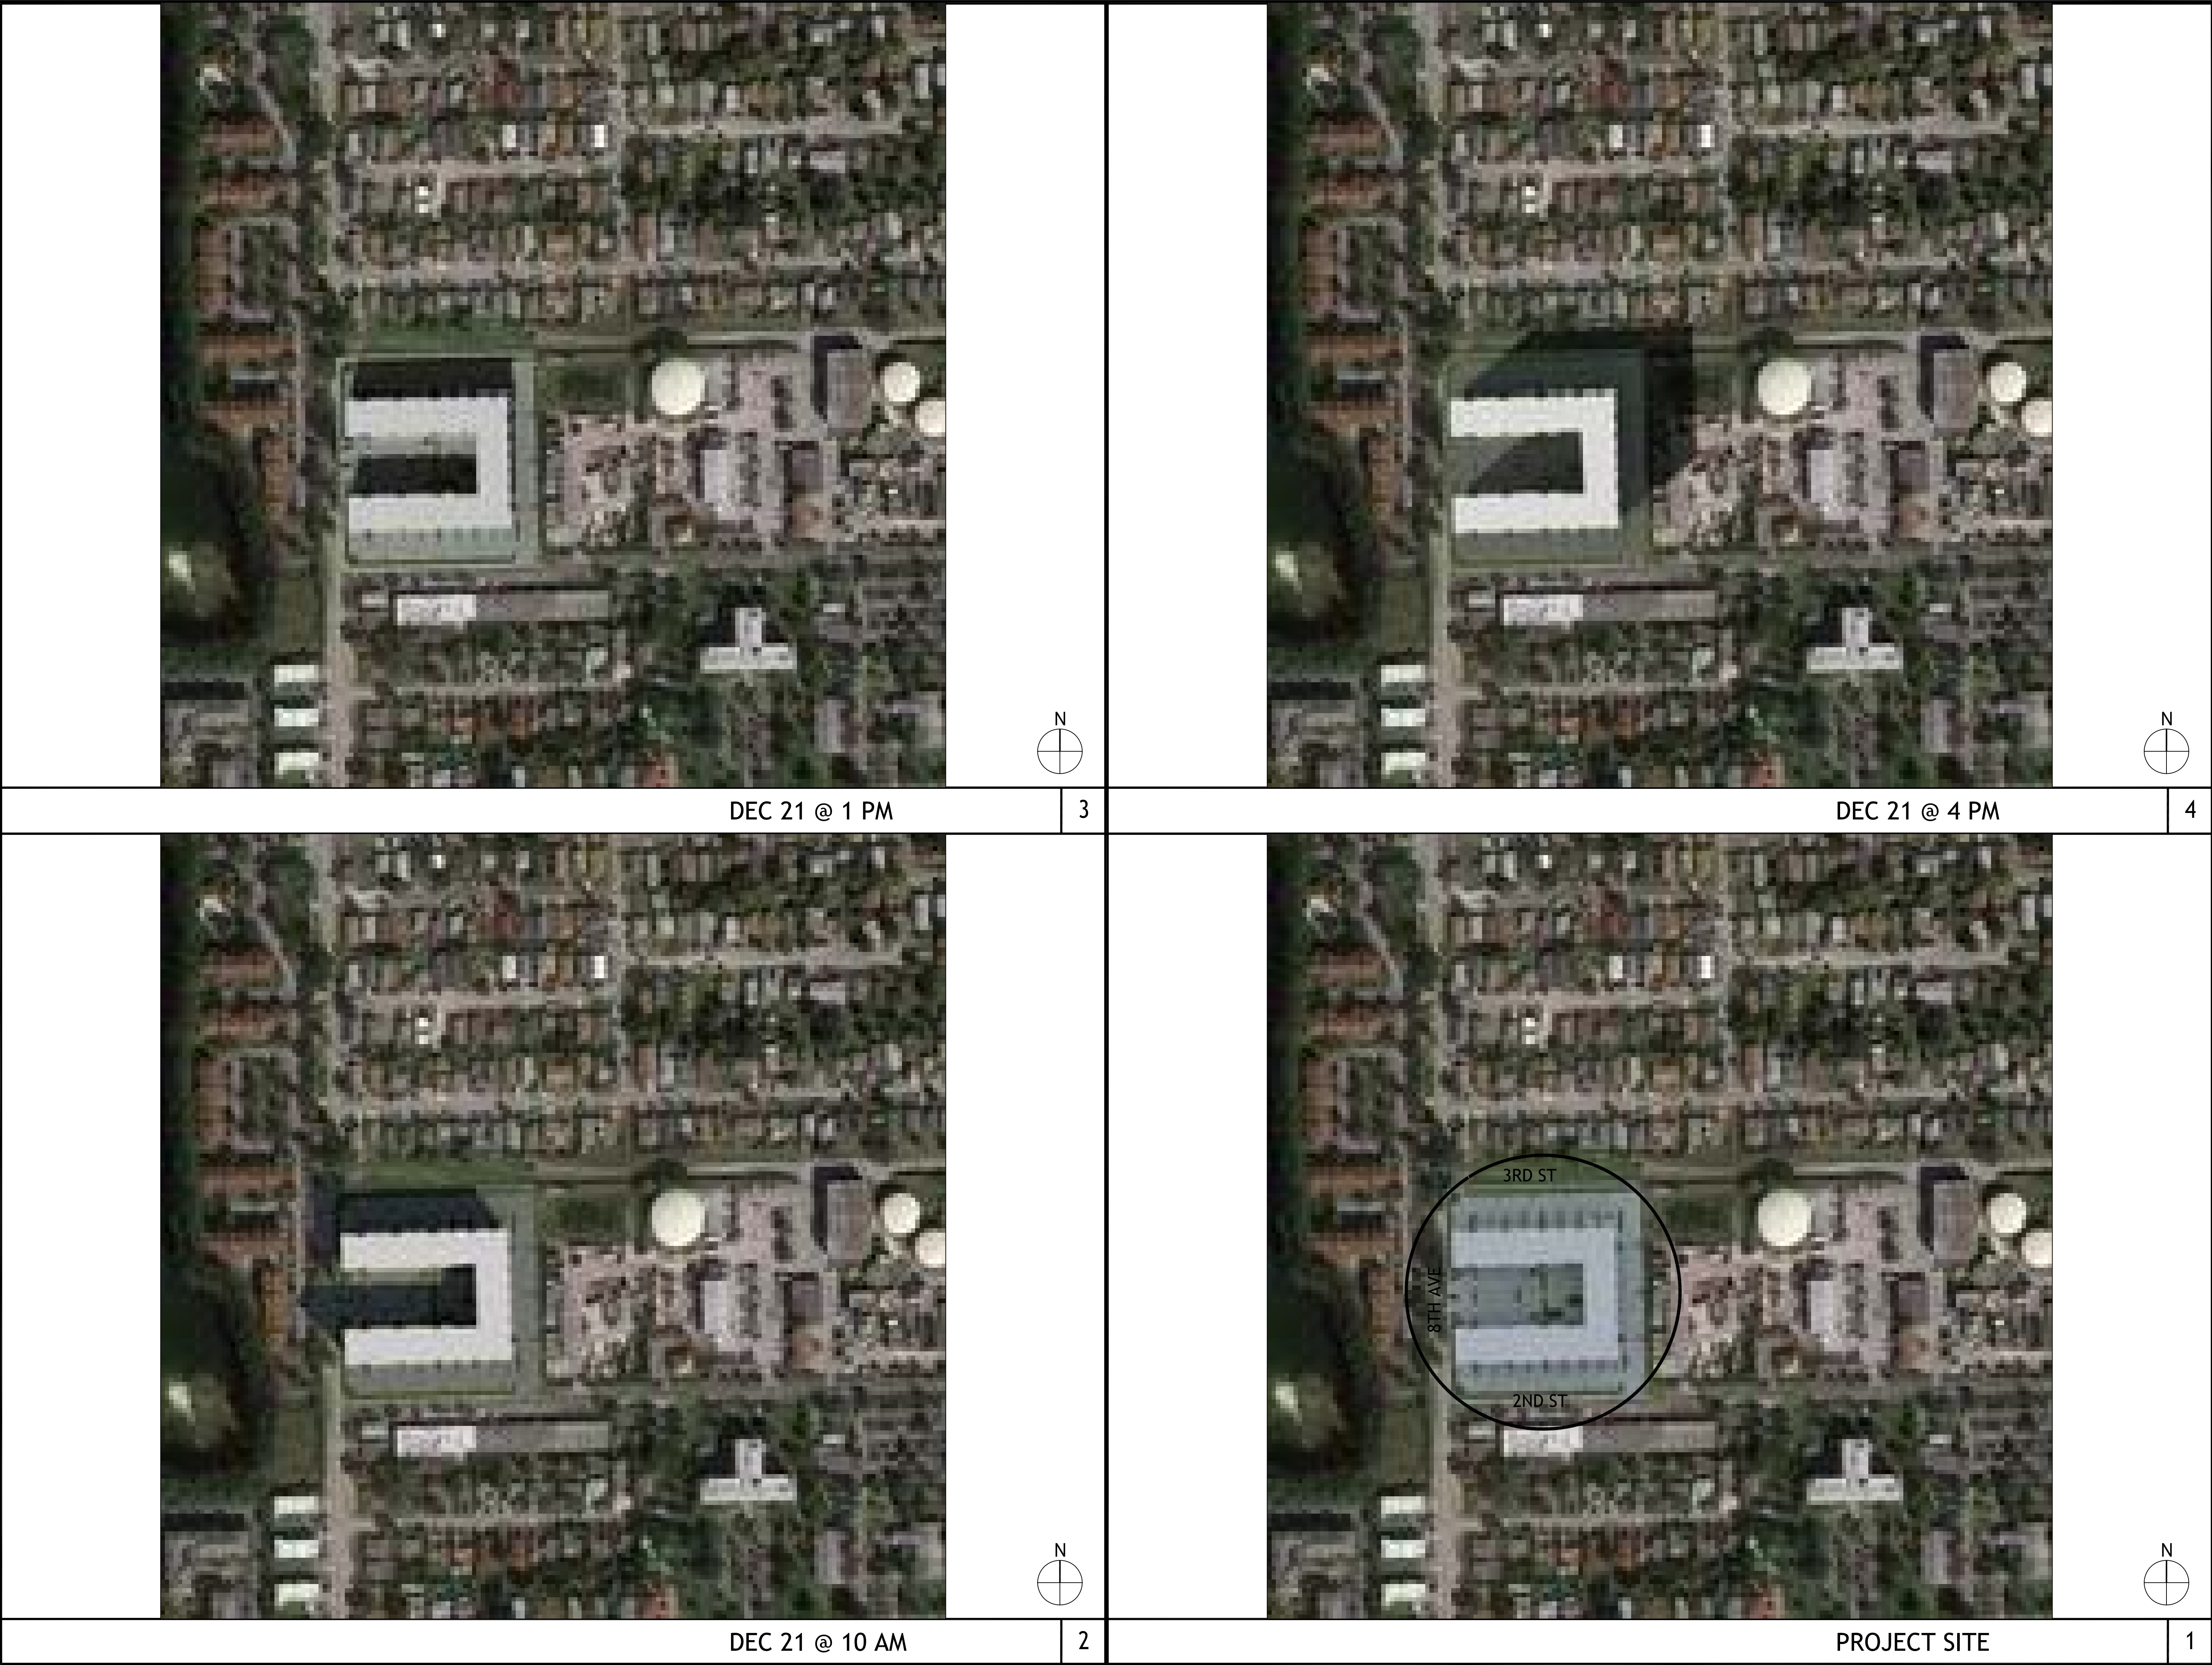 N
DEC 21 @ 1 PM
3
N
DEC 21 @ 4 PM
4
N
DEC 21 @ 10 AM
2
3RD ST
8TH AVE
2ND ST
N
PROJECT SITE
1